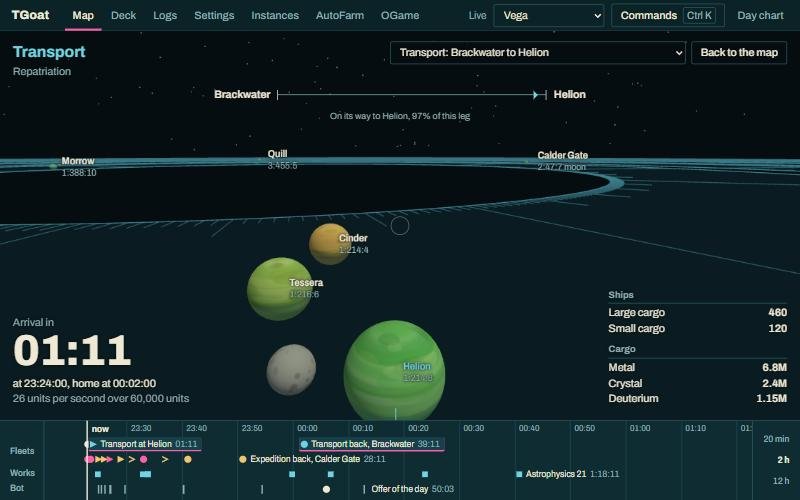 TGoat Map Deck Logs Settings Instances AutoFarm OGame Live Vega Commands Ctrl K Day chart
Transport
Repatriation
Transport: Brackwater to Helion
Back to the map
Brackwater Helion
On its way to Helion, 97% of this leg
Morrow
1:388:10
Quill
3:455:5
Calder Gate
2:47:7 moon
Cinder
1:214:4
Tessera
1:216:6
Helion
Ships
Large cargo 460
Small cargo 120
Cargo
Metal 6.8M
Crystal 2.4M
Deuterium 1.15M
Arrival in
01:11
at 23:24:00, home at 00:02:00
26 units per second over 60,000 units
now 23:30 23:40 23:50 00:00 00:10 00:20 00:30 00:40 00:50 01:00 01:10
20 min
2 h
12 h
Fleets
Transport at Helion 01:11
Transport back, Brackwater 39:11
Expedition back, Calder Gate 28:11
Works
Astrophysics 21 1:18:11
Bot
Offer of the day 50:03